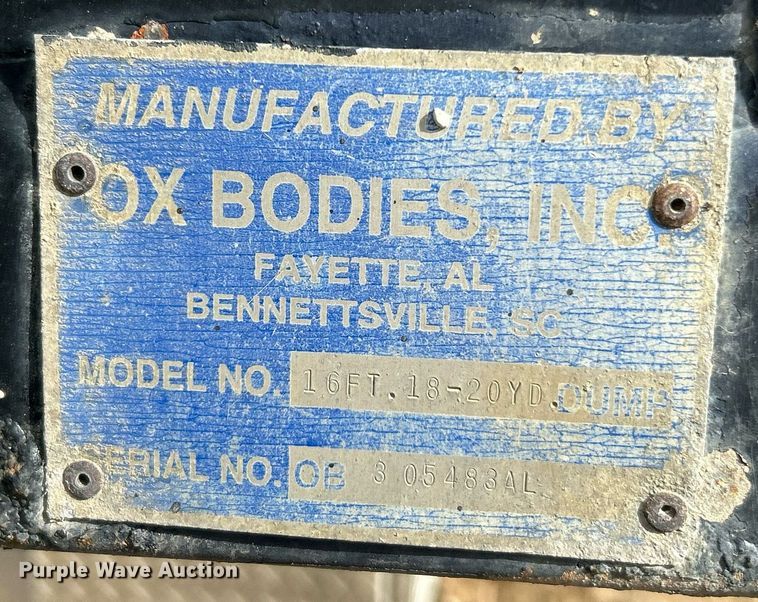 MANUFACTURED BY
OX BODIES, INC.
FAYETTE, AL
BENNETTSVILLE, SC
MODEL NO. 16FT.18-20YD. DUMP
SERIAL NO. OB 3 05483AL
Purple Wave Auction